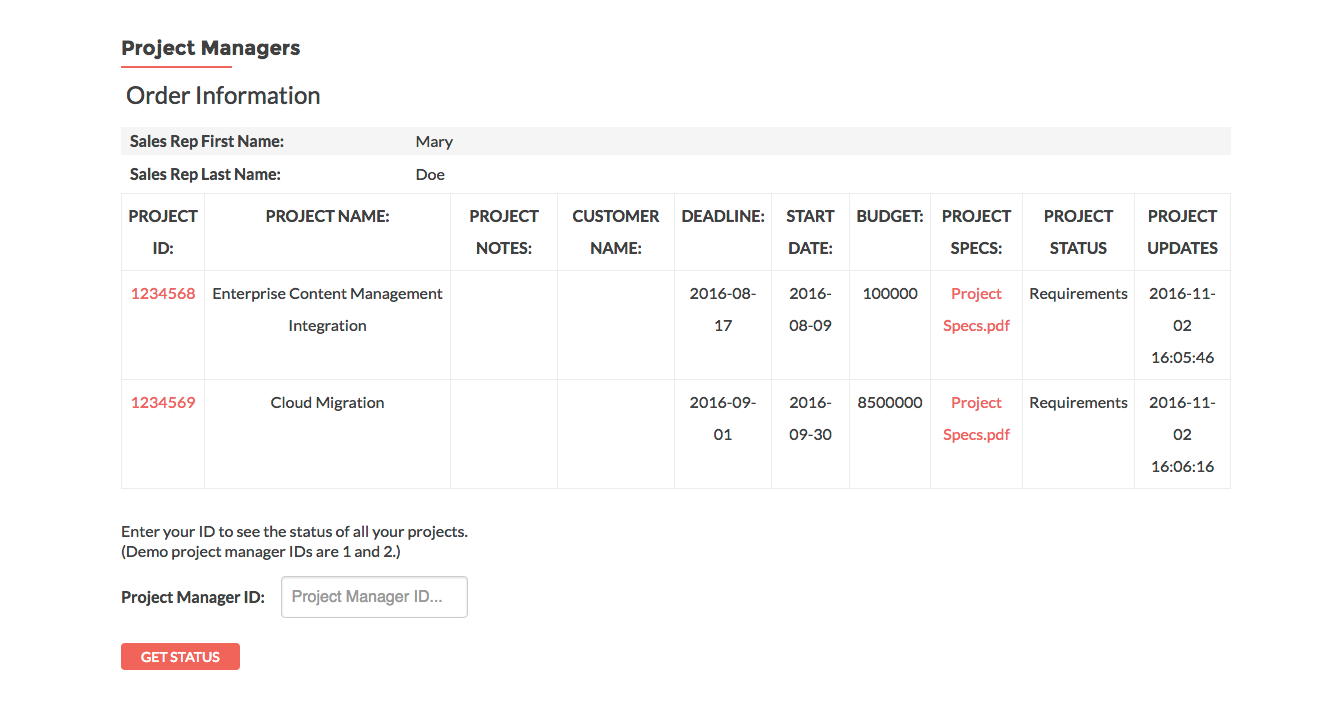 Project Managers
Order Information
Sales Rep First Name: Mary
Sales Rep Last Name: Doe
PROJECT ID: PROJECT NAME: PROJECT NOTES: CUSTOMER NAME: DEADLINE: START DATE: BUDGET: PROJECT SPECS: PROJECT STATUS PROJECT UPDATES
1234568 Enterprise Content Management Integration 2016-08-17 2016-08-09 100000 Project Specs.pdf Requirements 2016-11-02 16:05:46
1234569 Cloud Migration 2016-09-01 2016-09-30 8500000 Project Specs.pdf Requirements 2016-11-02 16:06:16
Enter your ID to see the status of all your projects.
(Demo project manager IDs are 1 and 2.)
Project Manager ID: Project Manager ID...
GET STATUS